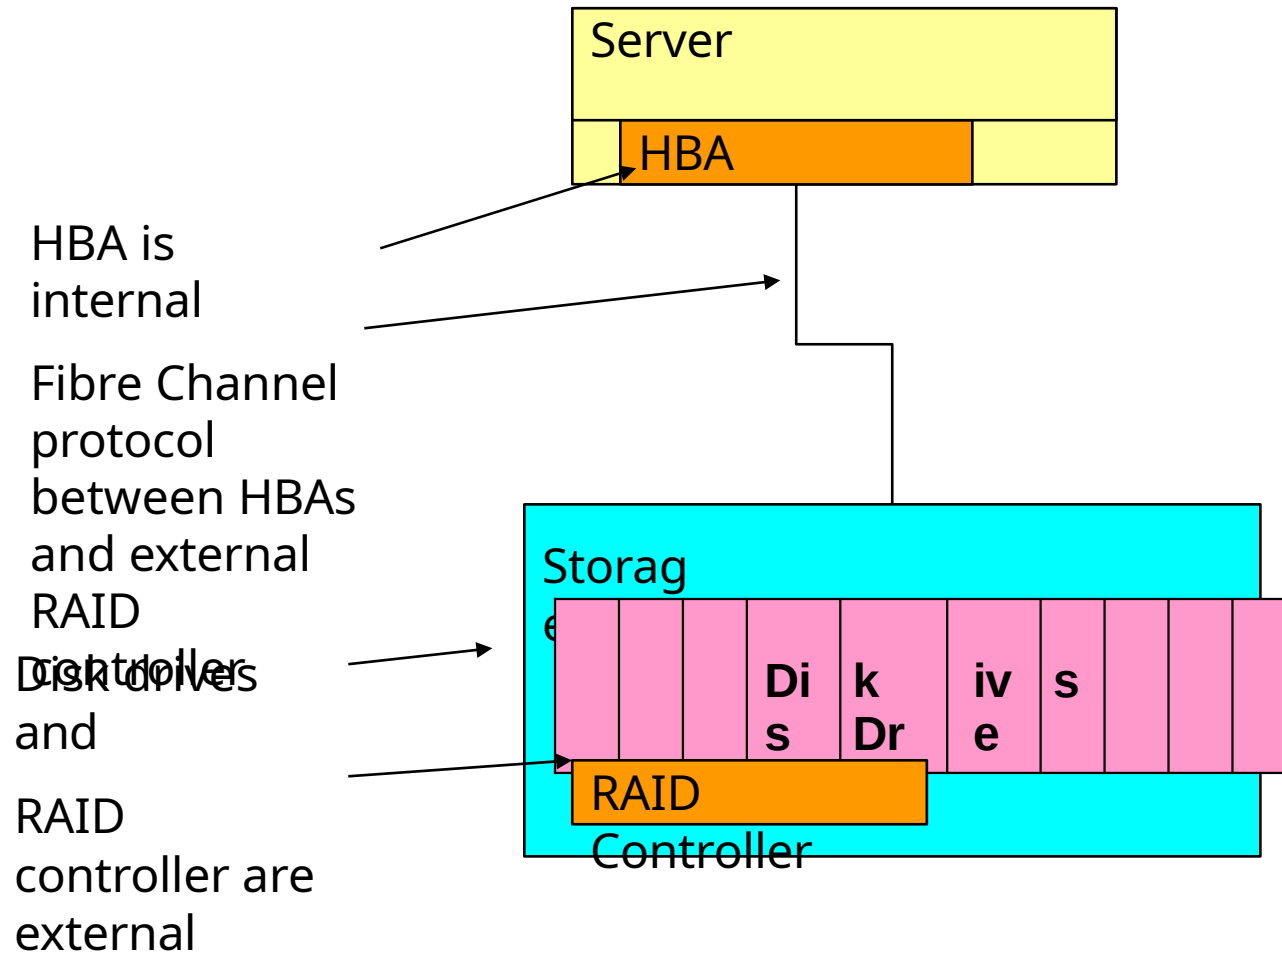 Server
HBA
HBA is
internal
Fibre Channel
protocol
between HBAs
and external
RAID
controller
Disk drives
and
RAID
controller are
external
Storag
e
Di
s
k
Dr
iv
e
s
RAID
Controller